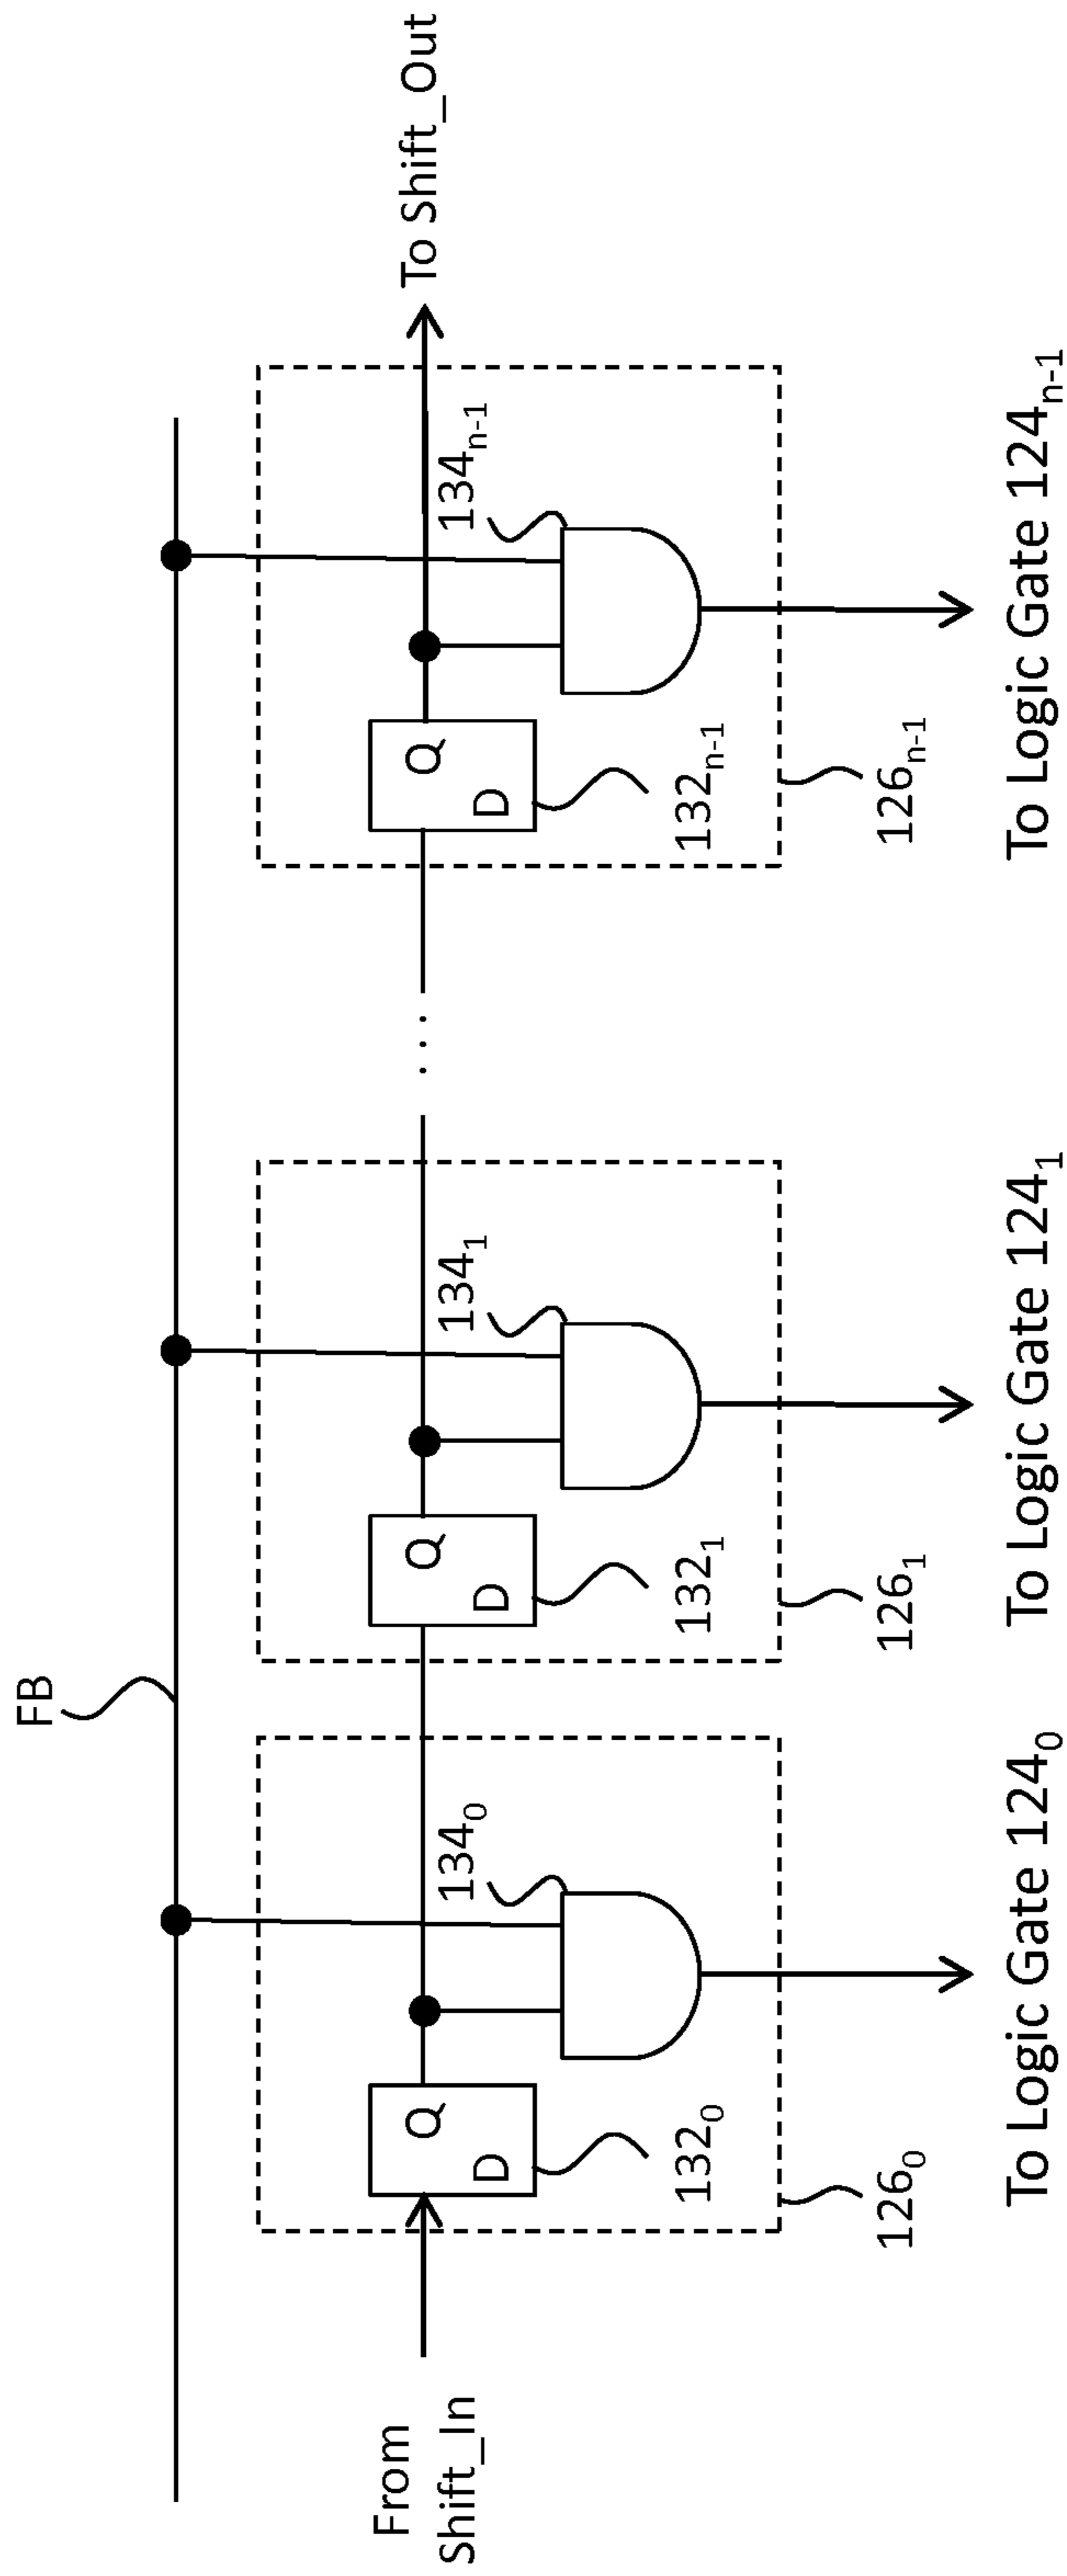 FB
From
Shift_In
To Shift_Out
Q
D
Q
D
Q
D
134₀
134₁
134ₙ₋₁
132₀
132₁
132ₙ₋₁
126₀
126₁
126ₙ₋₁
To Logic Gate 124₀
To Logic Gate 124₁
To Logic Gate 124ₙ₋₁